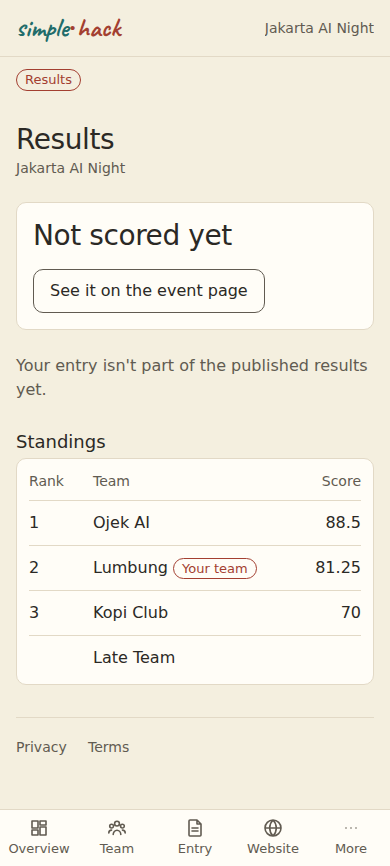 simple·hack
Jakarta AI Night
Results
Results
Jakarta AI Night
Not scored yet
See it on the event page
Your entry isn't part of the published results
yet.
Standings
Rank Team Score
1 Ojek AI 88.5
2 Lumbung Your team 81.25
3 Kopi Club 70
Late Team
Privacy Terms
Overview Team Entry Website More